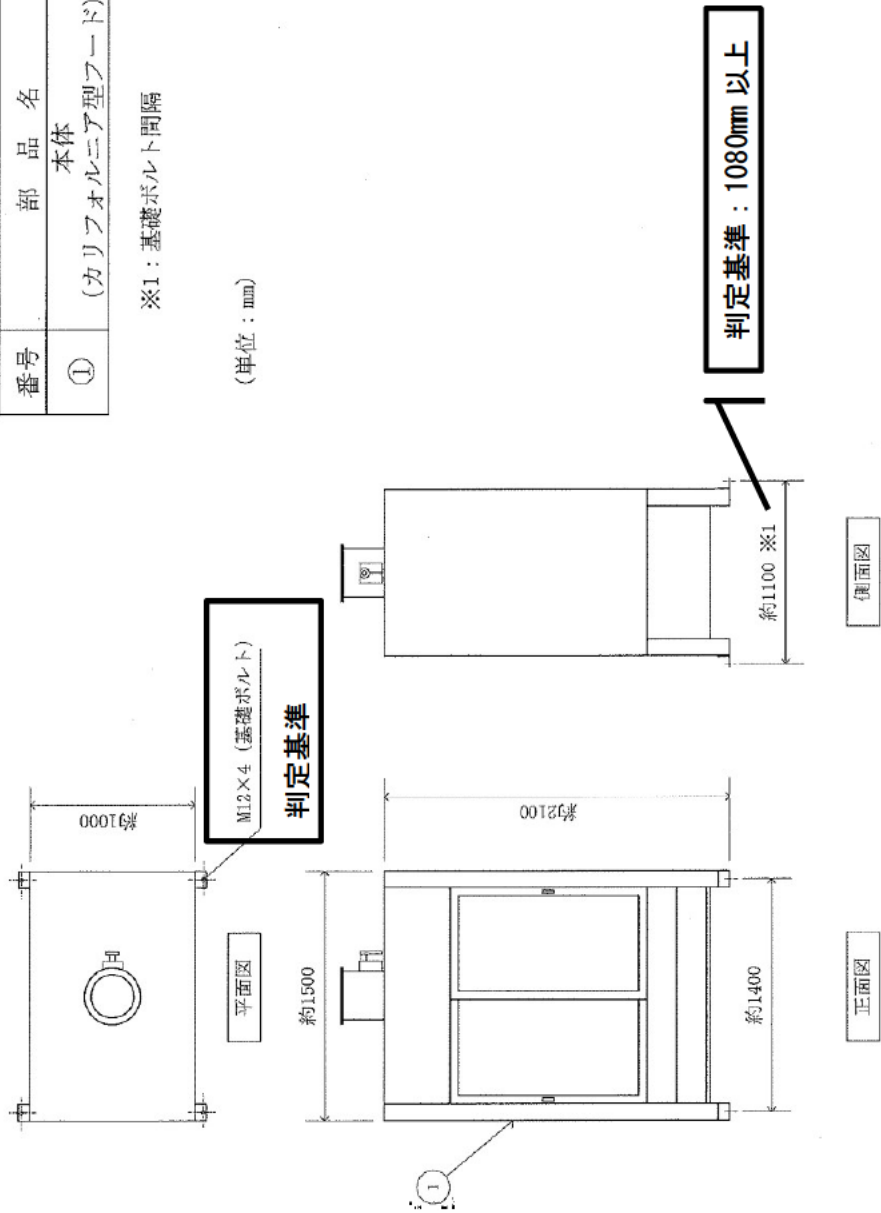 番号
部品名
①
本体
(カリフォルニア型フード)
※1：基礎ボルト間隔
(単位：mm)
約1000
M12×4 (基礎ボルト)
判定基準
平面図
約1500
約2100
約1400
正面図
①
約1100 ※1
側面図
判定基準：1080mm 以上